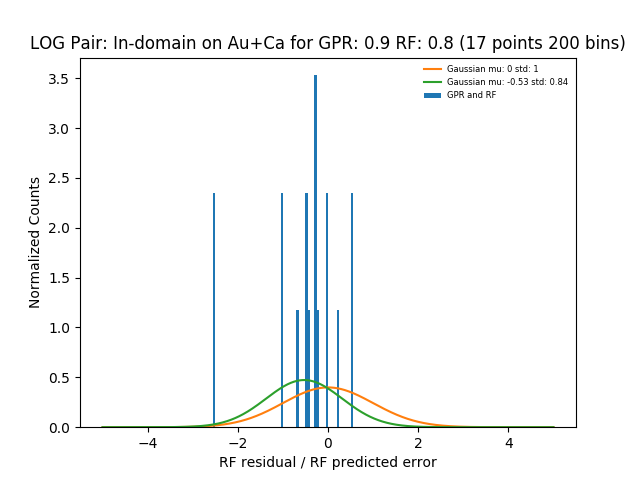 LOG Pair: In-domain on Au+Ca for GPR: 0.9 RF: 0.8 (17 points 200 bins)
Gaussian mu: 0 std: 1
Gaussian mu: -0.53 std: 0.84
GPR and RF
Normalized Counts
3.5
3.0
2.5
2.0
1.5
1.0
0.5
0.0
−4
−2
0
2
4
RF residual / RF predicted error